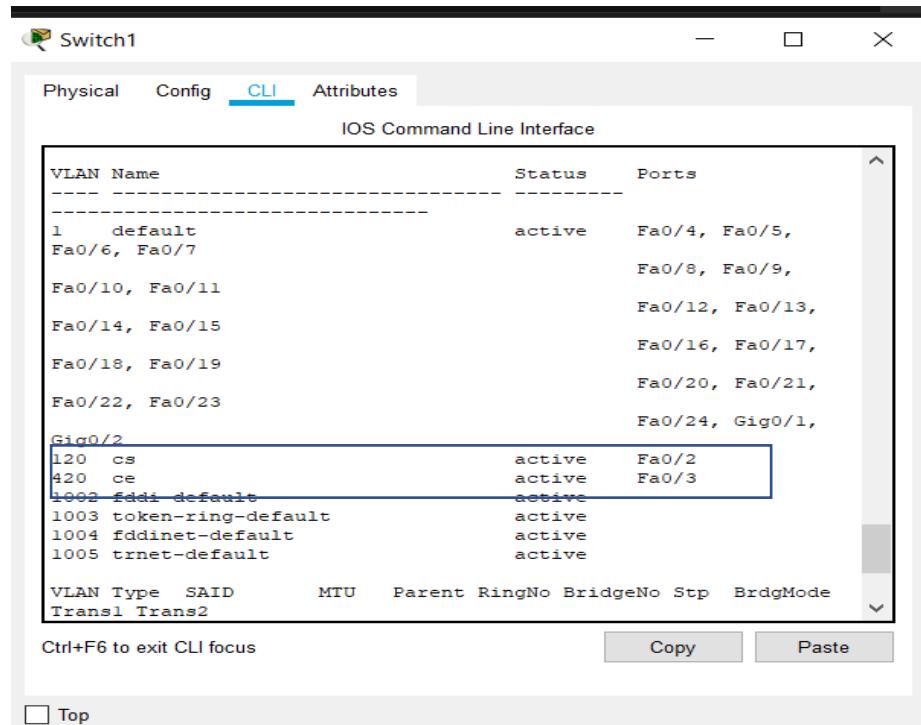 Switch1
Physical Config CLI Attributes
IOS Command Line Interface
VLAN Name Status Ports
---- -------------------------------- ---------
-------------------------------
1 default active Fa0/4, Fa0/5,
Fa0/6, Fa0/7
Fa0/8, Fa0/9,
Fa0/10, Fa0/11
Fa0/12, Fa0/13,
Fa0/14, Fa0/15
Fa0/16, Fa0/17,
Fa0/18, Fa0/19
Fa0/20, Fa0/21,
Fa0/22, Fa0/23
Fa0/24, Gig0/1,
Gig0/2
120 cs active Fa0/2
420 ce active Fa0/3
1002 fddi-default active
1003 token-ring-default active
1004 fddinet-default active
1005 trnet-default active
VLAN Type SAID MTU Parent RingNo BridgeNo Stp BrdgMode
Trans1 Trans2
Ctrl+F6 to exit CLI focus Copy Paste
Top